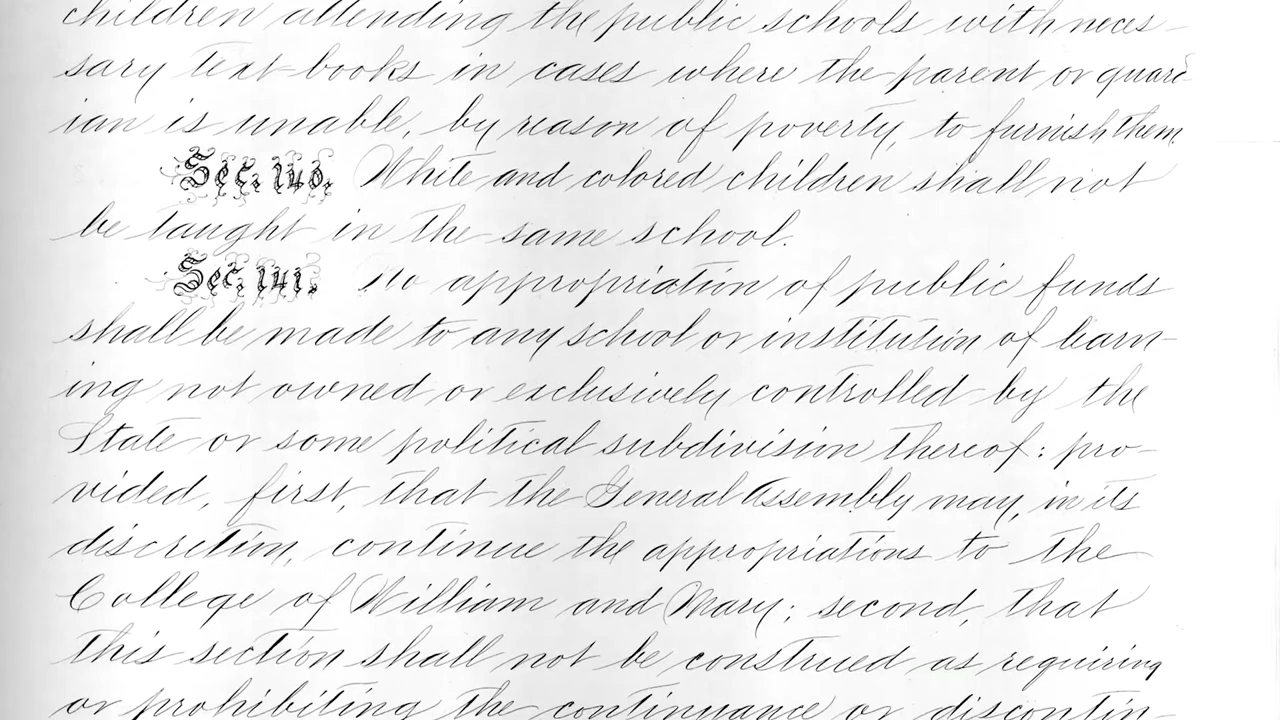 children attending the public schools with neces-
sary text-books in cases where the parent or guard-
ian is unable, by reason of poverty, to furnish them.
Sec. 140. White and colored children shall not
be taught in the same school.
Sec. 141. No appropriation of public funds
shall be made to any school or institution of learn-
ing not owned or exclusively controlled by the
State or some political subdivision thereof: pro-
vided, first, that the General Assembly may, in its
discretion, continue the appropriations to the
College of William and Mary; second, that
this section shall not be construed as requiring
or prohibiting the continuance or discontin-